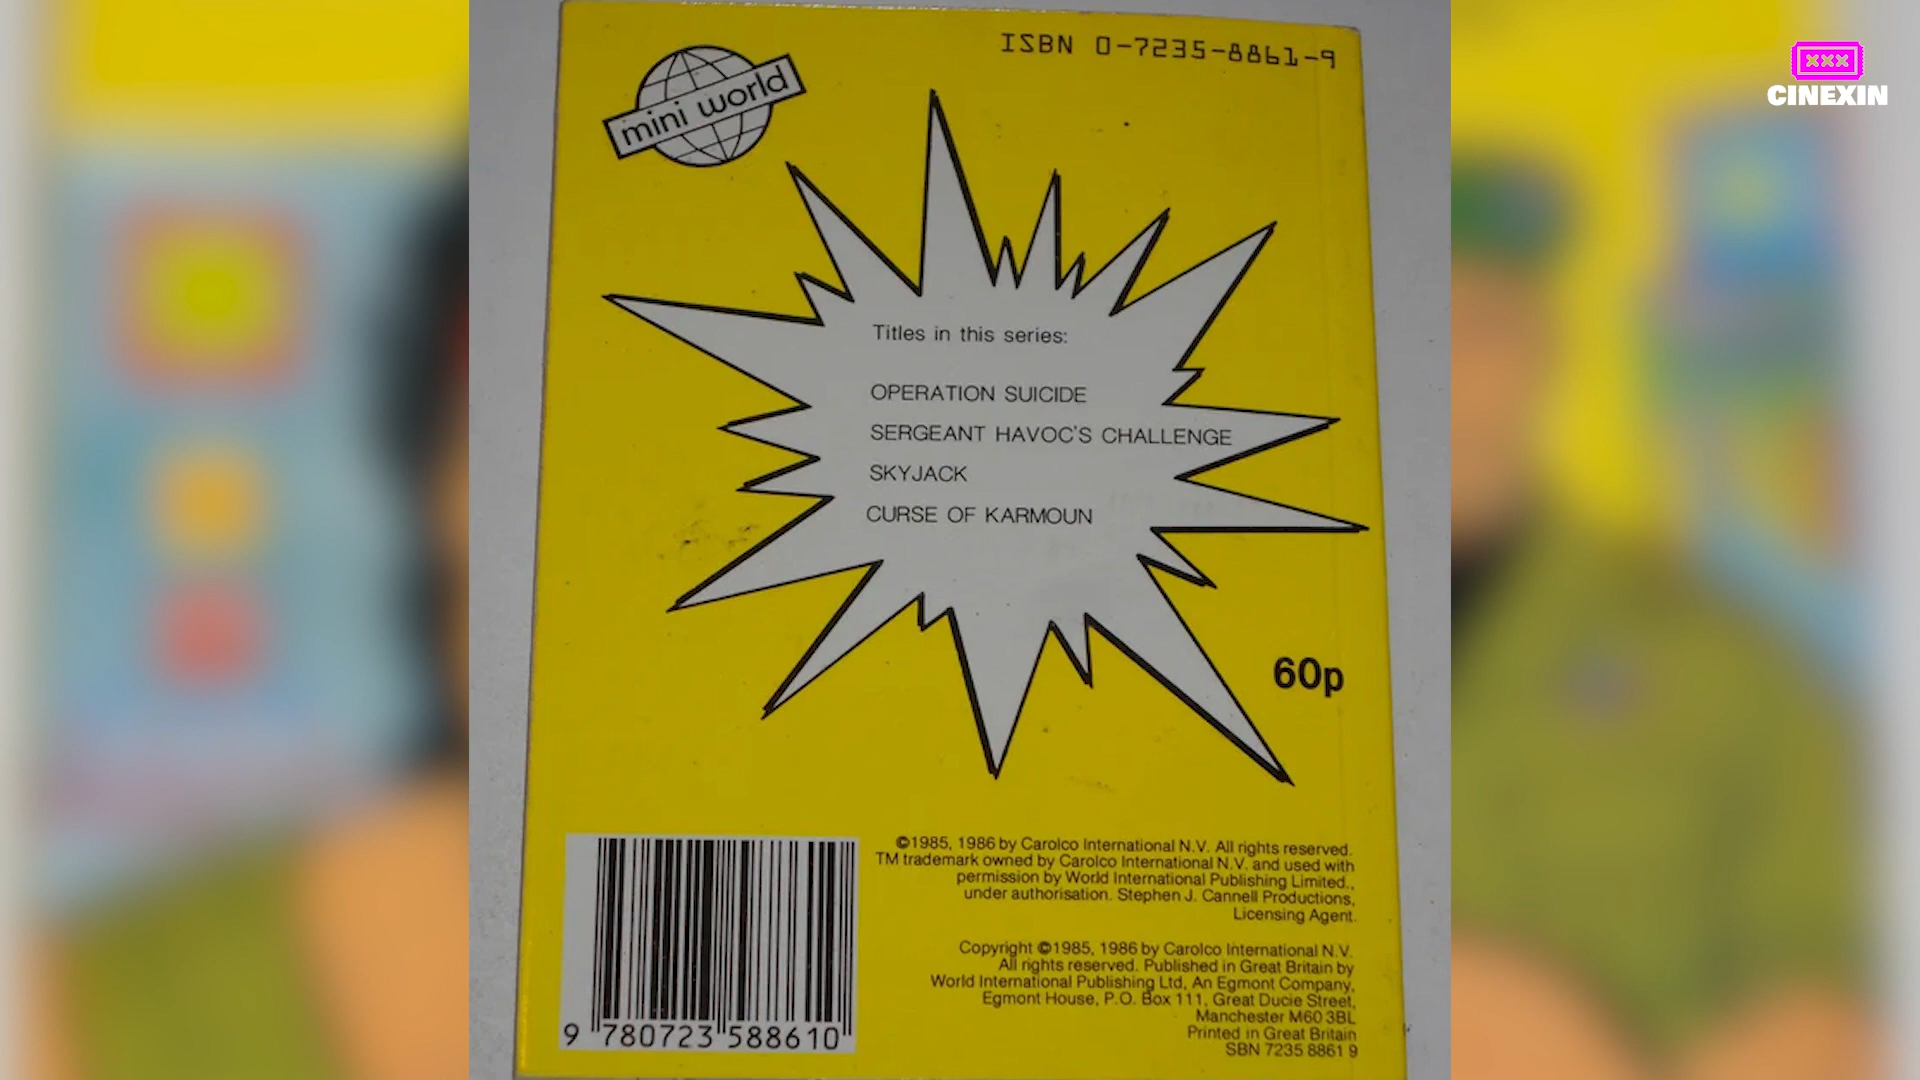 ISBN 0-7235-8861-9
mini world
XXX
CINEXIN
Titles in this series:
OPERATION SUICIDE
SERGEANT HAVOC'S CHALLENGE
SKYJACK
CURSE OF KARMOUN
60p
©1985, 1986 by Carolco International N.V. All rights reserved.
TM trademark owned by Carolco International N.V. and used with
permission by World International Publishing Limited.,
under authorisation. Stephen J. Cannell Productions,
Licensing Agent.
Copyright ©1985, 1986 by Carolco International N.V.
All rights reserved. Published in Great Britain by
World International Publishing Ltd, An Egmont Company,
Egmont House, P.O. Box 111, Great Ducie Street,
Manchester M60 3BL
Printed in Great Britain
SBN 7235 8861 9
9 780723 588610